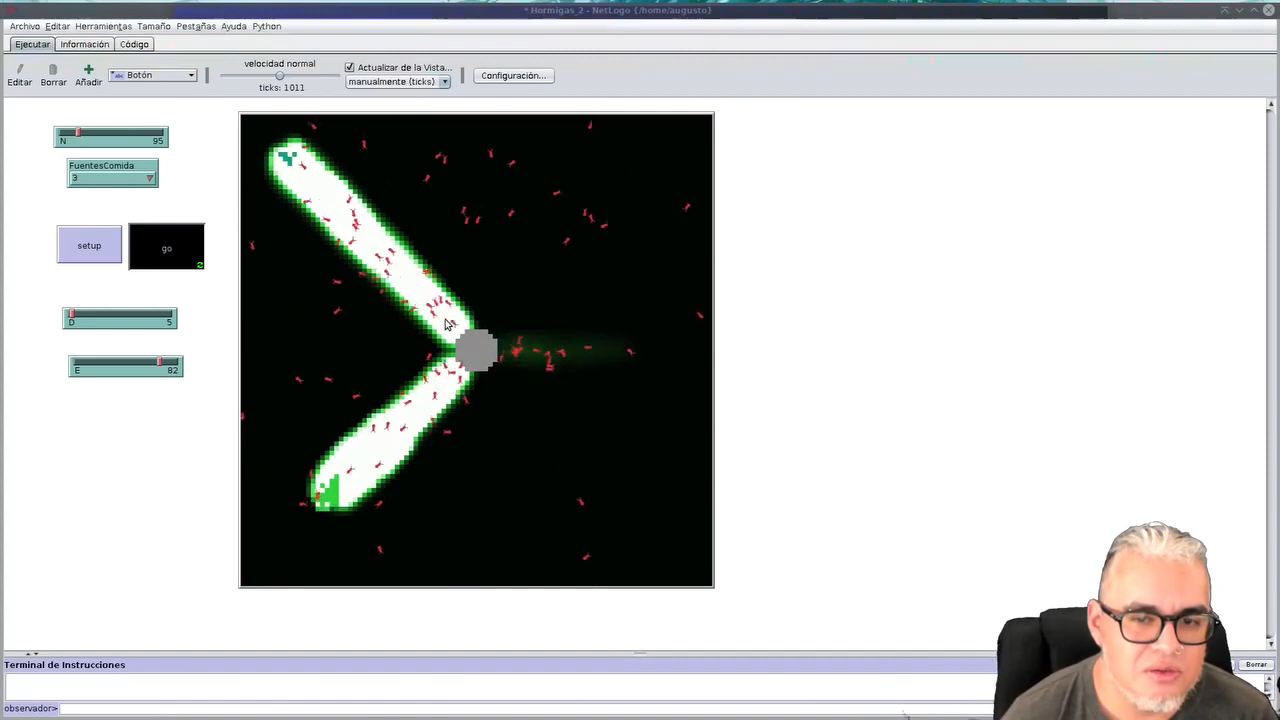 * Hormigas_2 - NetLogo {/home/augusto}
Archivo Editar Herramientas Tamaño Pestañas Ayuda Python
Ejecutar Información Código
velocidad normal
Actualizar de la Vista...
Editar Borrar Añadir
abc Botón
manualmente (ticks)
Configuración...
ticks: 1011
N 95
FuentesComida
3
setup
go
D 5
E 82
Terminal de Instrucciones
Borrar
observador>